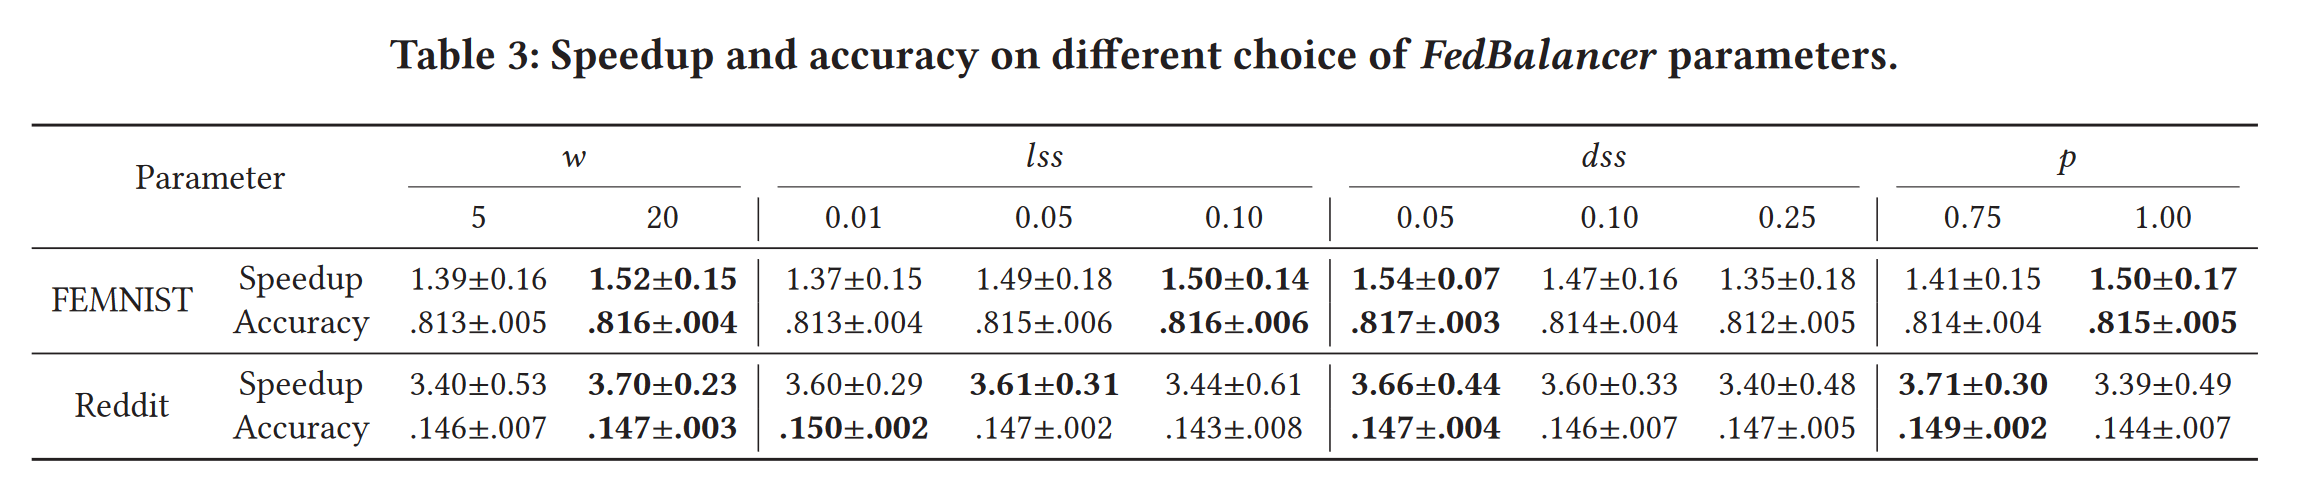 Table 3: Speedup and accuracy on different choice of FedBalancer parameters.
Parameter w lss dss p
5 20 0.01 0.05 0.10 0.05 0.10 0.25 0.75 1.00
FEMNIST Speedup 1.39±0.16 1.52±0.15 1.37±0.15 1.49±0.18 1.50±0.14 1.54±0.07 1.47±0.16 1.35±0.18 1.41±0.15 1.50±0.17
Accuracy .813±.005 .816±.004 .813±.004 .815±.006 .816±.006 .817±.003 .814±.004 .812±.005 .814±.004 .815±.005
Reddit Speedup 3.40±0.53 3.70±0.23 3.60±0.29 3.61±0.31 3.44±0.61 3.66±0.44 3.60±0.33 3.40±0.48 3.71±0.30 3.39±0.49
Accuracy .146±.007 .147±.003 .150±.002 .147±.002 .143±.008 .147±.004 .146±.007 .147±.005 .149±.002 .144±.007